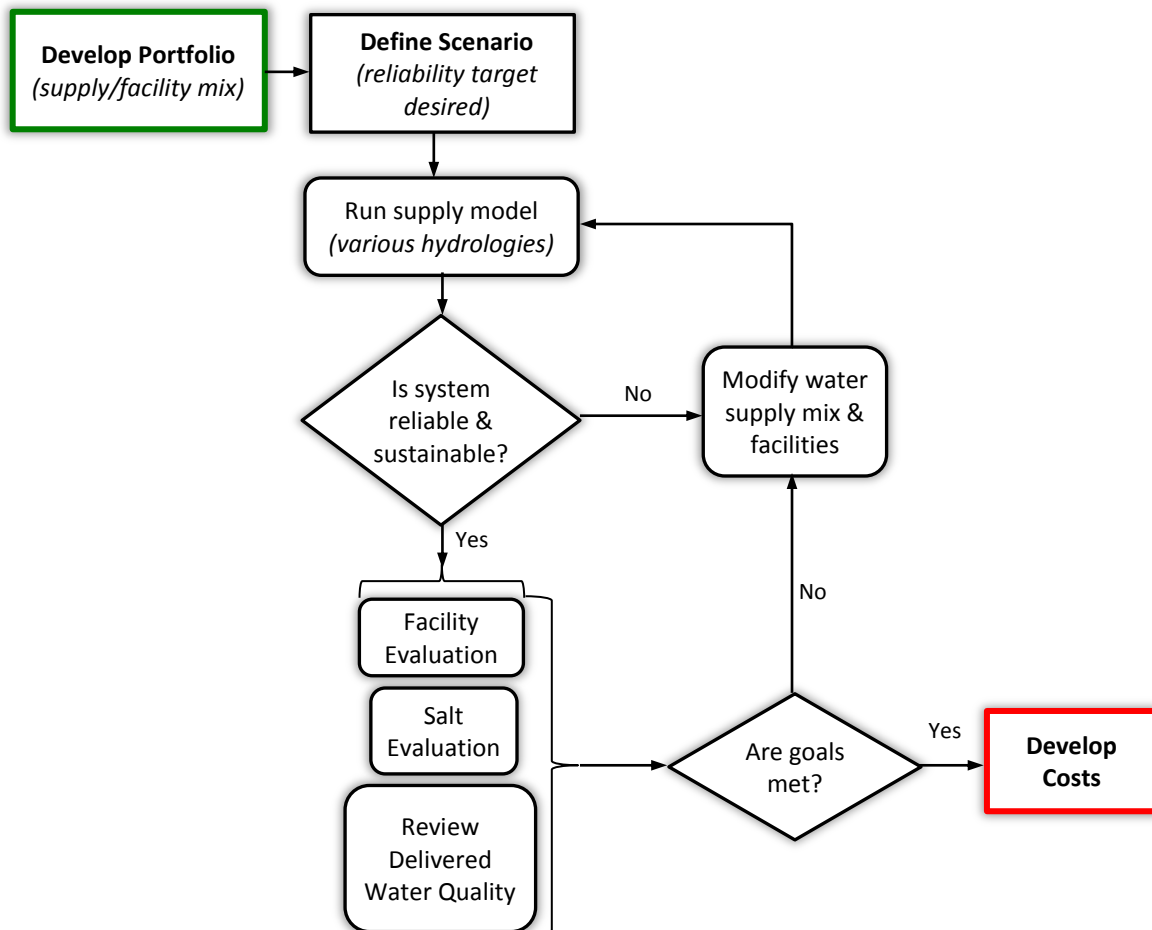 Develop Portfolio
(supply/facility mix)
Define Scenario
(reliability target
desired)
Run supply model
(various hydrologies)
Is system
reliable &
sustainable?
No
Modify water
supply mix &
facilities
Yes
Facility
Evaluation
Salt
Evaluation
Review
Delivered
Water Quality
Are goals
met?
No
Yes
Develop
Costs